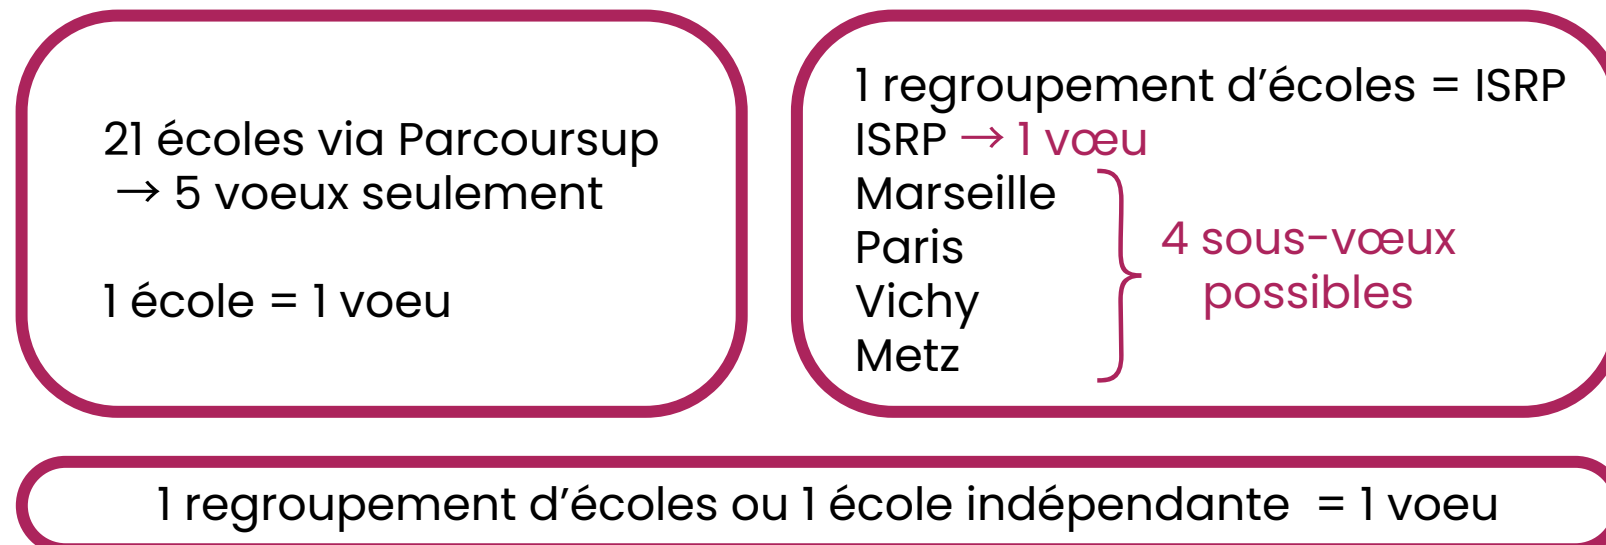 21 écoles via Parcoursup
→ 5 voeux seulement
1 école = 1 voeu
1 regroupement d’écoles = ISRP
ISRP → 1 vœu
Marseille
Paris
Vichy
Metz
4 sous-vœux
possibles
1 regroupement d’écoles ou 1 école indépendante = 1 voeu